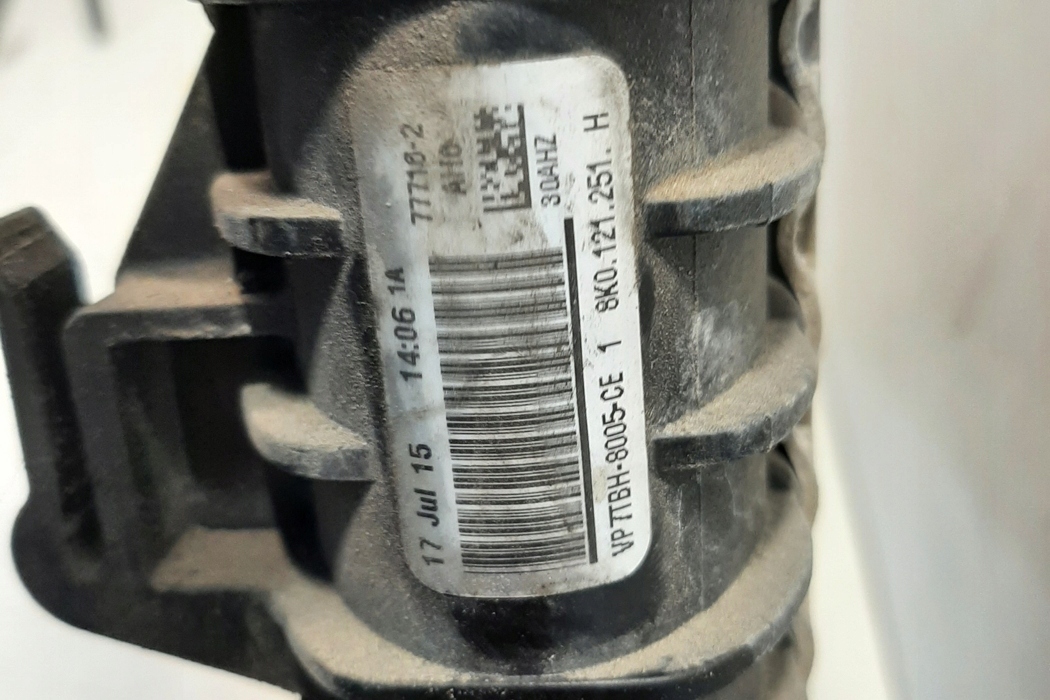 77718-2
AH6
30AHZ
17 Jul 15 14:06 1A
VP7TBH-8005-CE 1 8K0.121.251. H